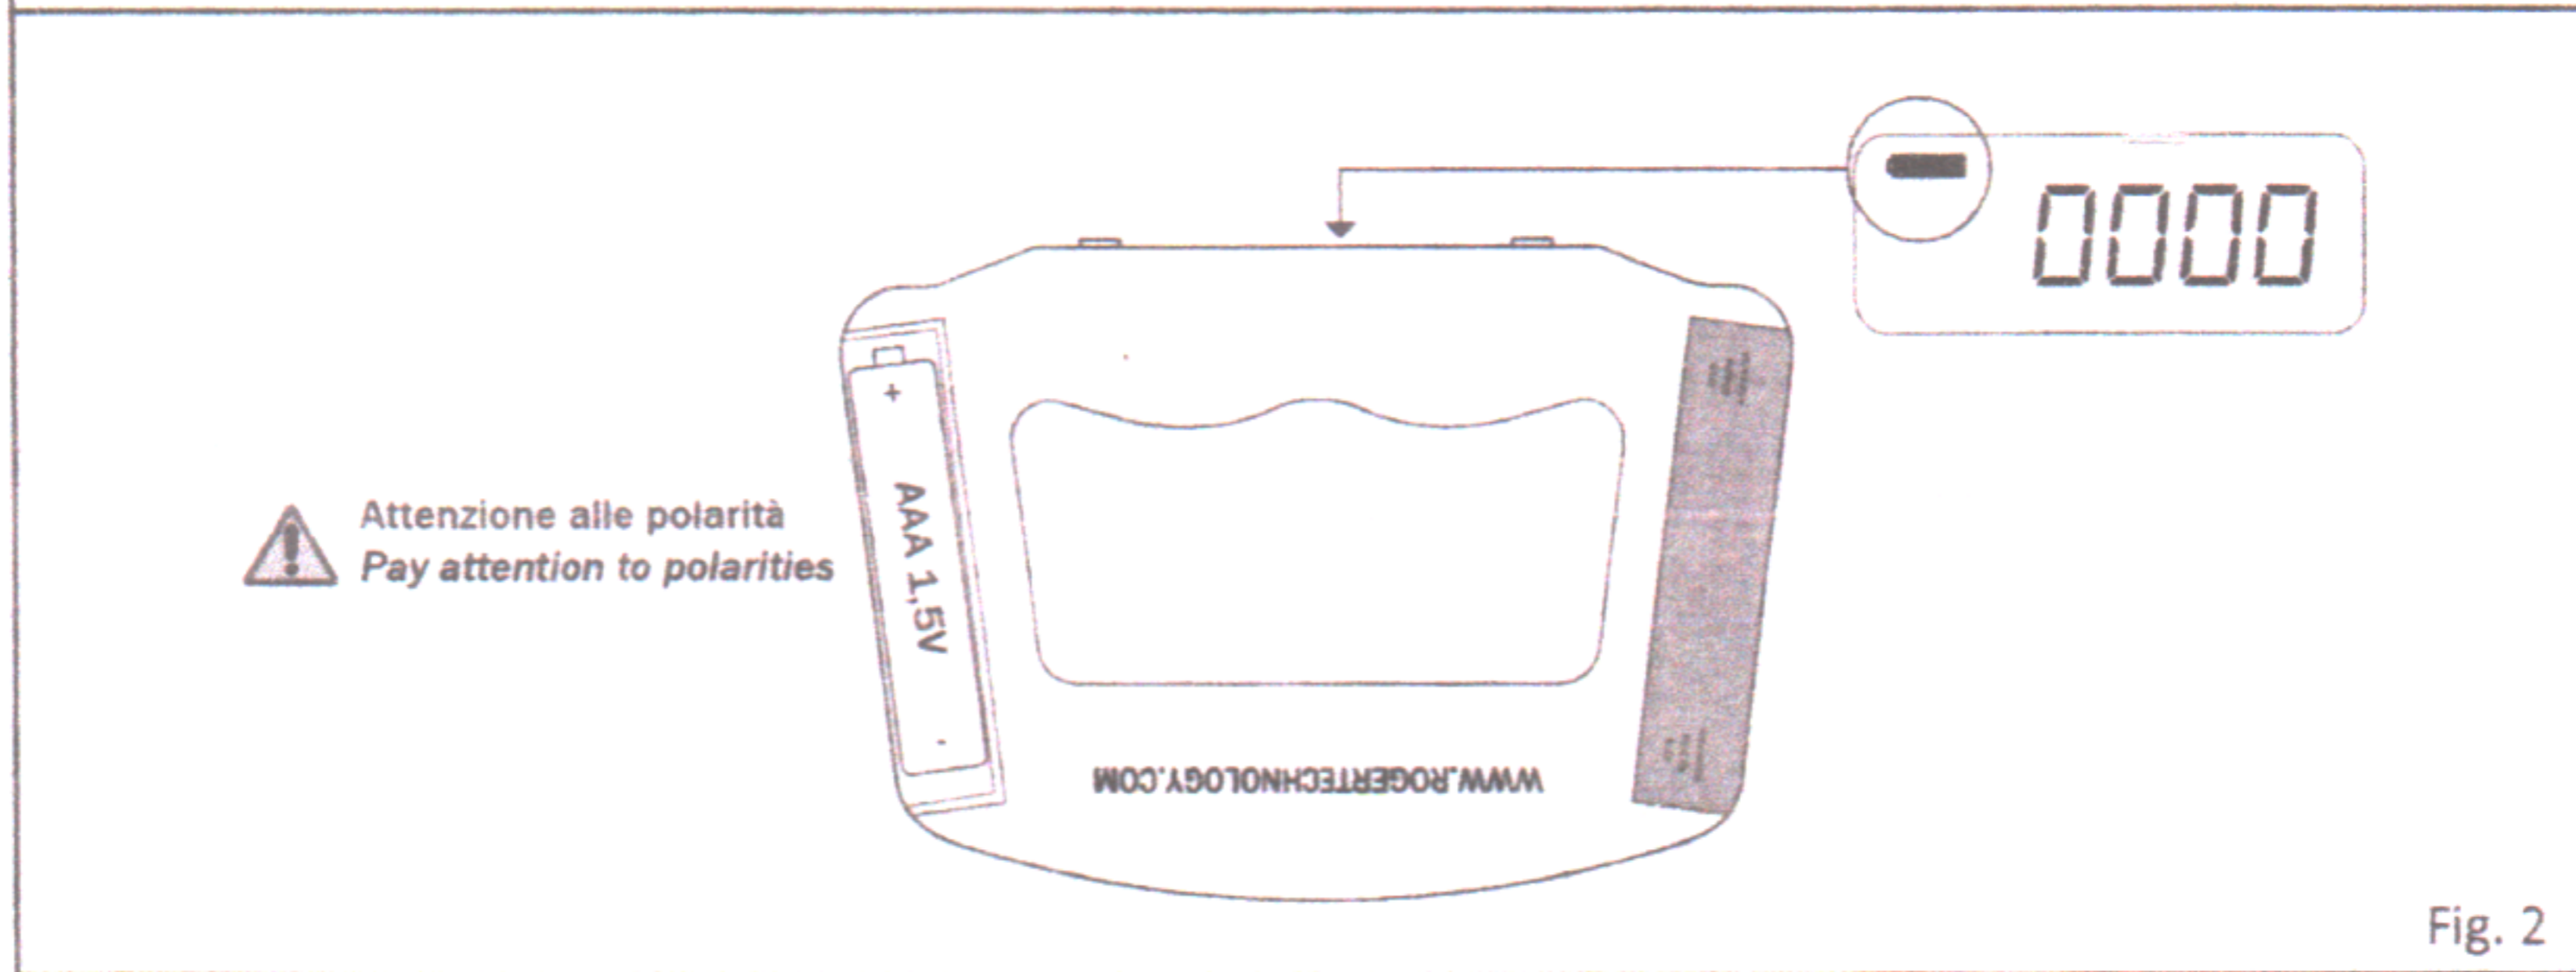 0000
Attenzione alle polarità
Pay attention to polarities
+
AAA 1,5V
-
WWW.ROGERTECHNOLOGY.COM
Fig. 2